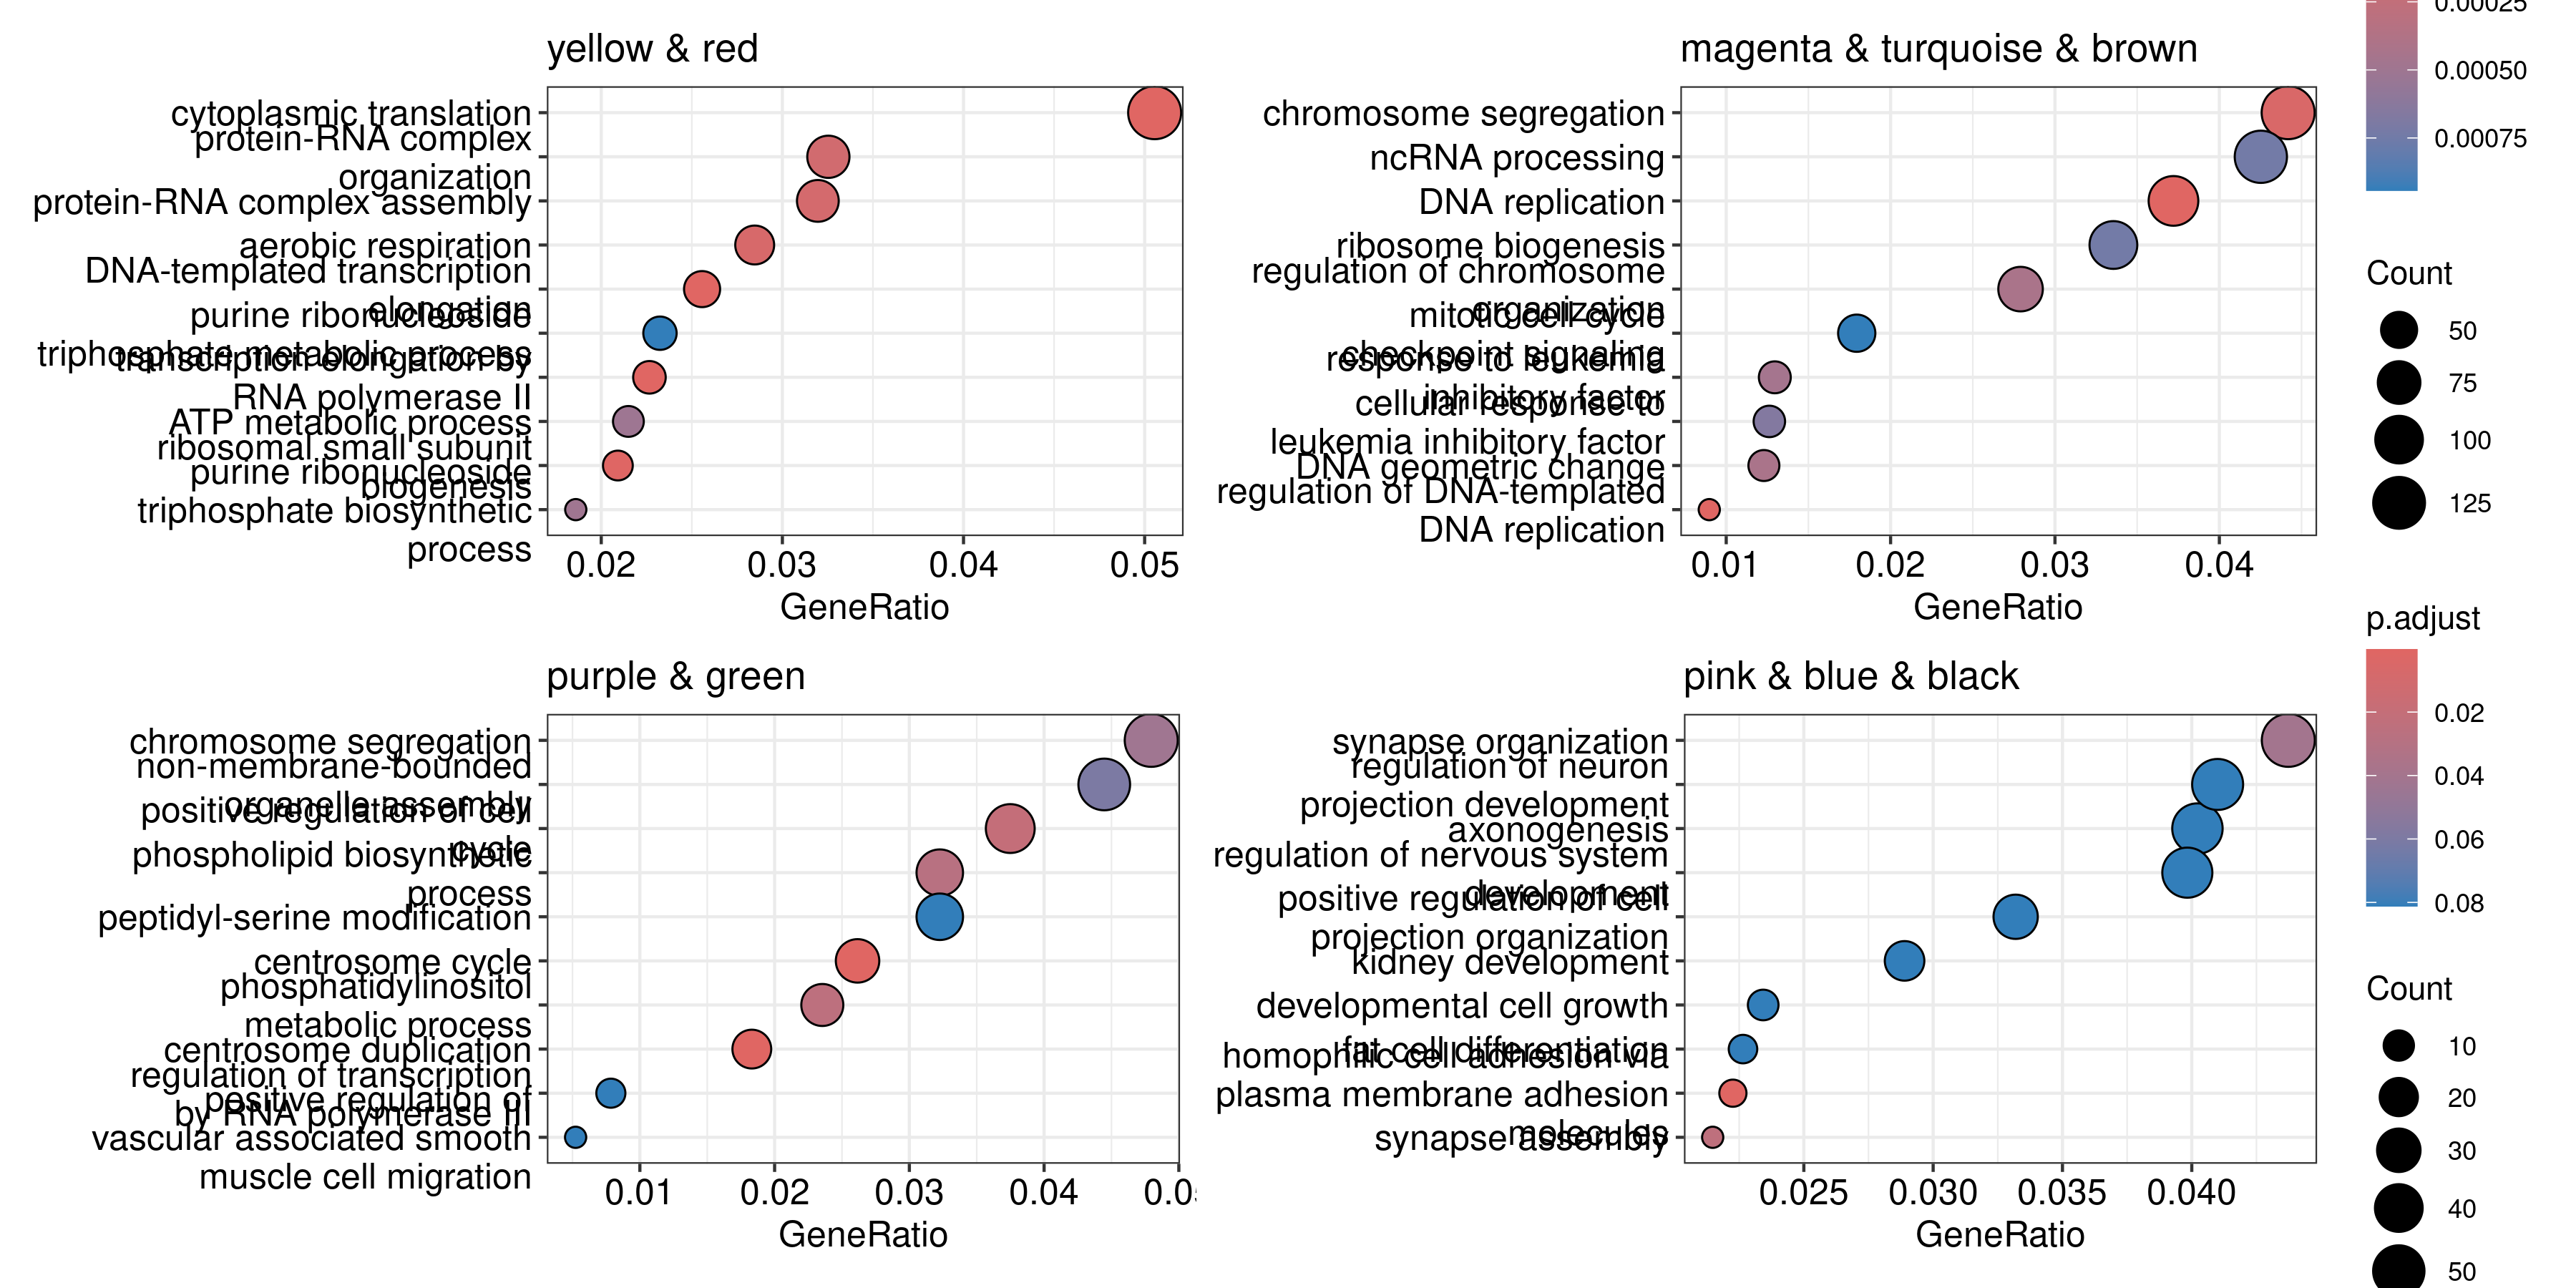 yellow & red
cytoplasmic translation
protein-RNA complex
organization
protein-RNA complex assembly
aerobic respiration
DNA-templated transcription
elongation
purine ribonucleoside
triphosphate metabolic process
transcription elongation by
RNA polymerase II
ATP metabolic process
ribosomal small subunit
biogenesis
purine ribonucleoside
triphosphate biosynthetic
process
0.02
0.03
0.04
0.05
GeneRatio
magenta & turquoise & brown
chromosome segregation
ncRNA processing
DNA replication
ribosome biogenesis
regulation of chromosome
organization
mitotic cell cycle
checkpoint signaling
response to leukemia
inhibitory factor
cellular response to
leukemia inhibitory factor
DNA geometric change
regulation of DNA-templated
DNA replication
0.01
0.02
0.03
0.04
GeneRatio
0.00025
0.00050
0.00075
Count
50
75
100
125
purple & green
chromosome segregation
non-membrane-bounded
organelle assembly
positive regulation of cell
cycle
phospholipid biosynthetic
process
peptidyl-serine modification
centrosome cycle
phosphatidylinositol
metabolic process
centrosome duplication
regulation of transcription
by RNA polymerase III
positive regulation of
vascular associated smooth
muscle cell migration
0.01
0.02
0.03
0.04
GeneRatio
pink & blue & black
synapse organization
regulation of neuron
projection development
axonogenesis
regulation of nervous system
development
positive regulation of cell
projection organization
kidney development
developmental cell growth
fat cell differentiation
homophilic cell adhesion via
plasma membrane adhesion
molecules
synapse assembly
0.025
0.030
0.035
0.040
GeneRatio
p.adjust
0.02
0.04
0.06
0.08
Count
10
20
30
40
50